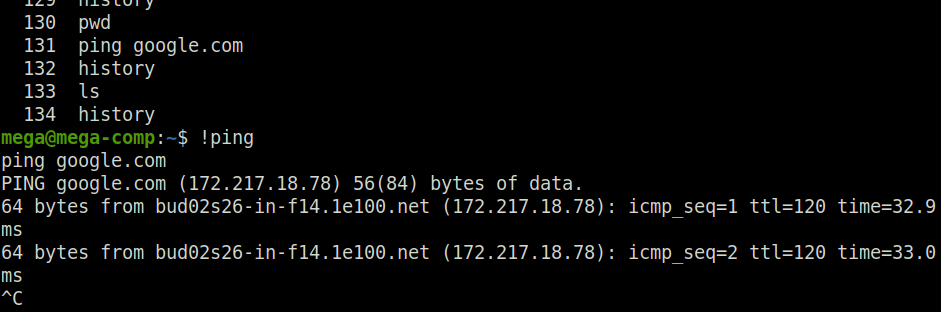 129 history
130 pwd
131 ping google.com
132 history
133 ls
134 history
mega@mega-comp:~$ !ping
ping google.com
PING google.com (172.217.18.78) 56(84) bytes of data.
64 bytes from bud02s26-in-f14.1e100.net (172.217.18.78): icmp_seq=1 ttl=120 time=32.9
ms
64 bytes from bud02s26-in-f14.1e100.net (172.217.18.78): icmp_seq=2 ttl=120 time=33.0
ms
^C